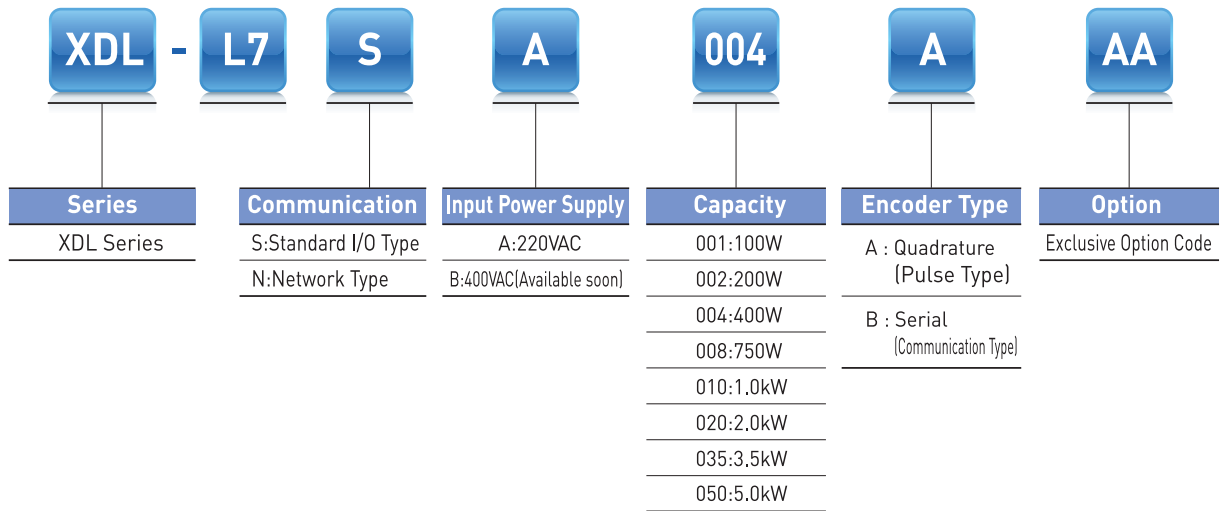 XDL - L7 S A 004 A AA
Series
XDL Series
Communication
S:Standard I/O Type
N:Network Type
Input Power Supply
A:220VAC
B:400VAC(Available soon)
Capacity
001:100W
002:200W
004:400W
008:750W
010:1.0kW
020:2.0kW
035:3.5kW
050:5.0kW
Encoder Type
A : Quadrature
(Pulse Type)
B : Serial
(Communication Type)
Option
Exclusive Option Code